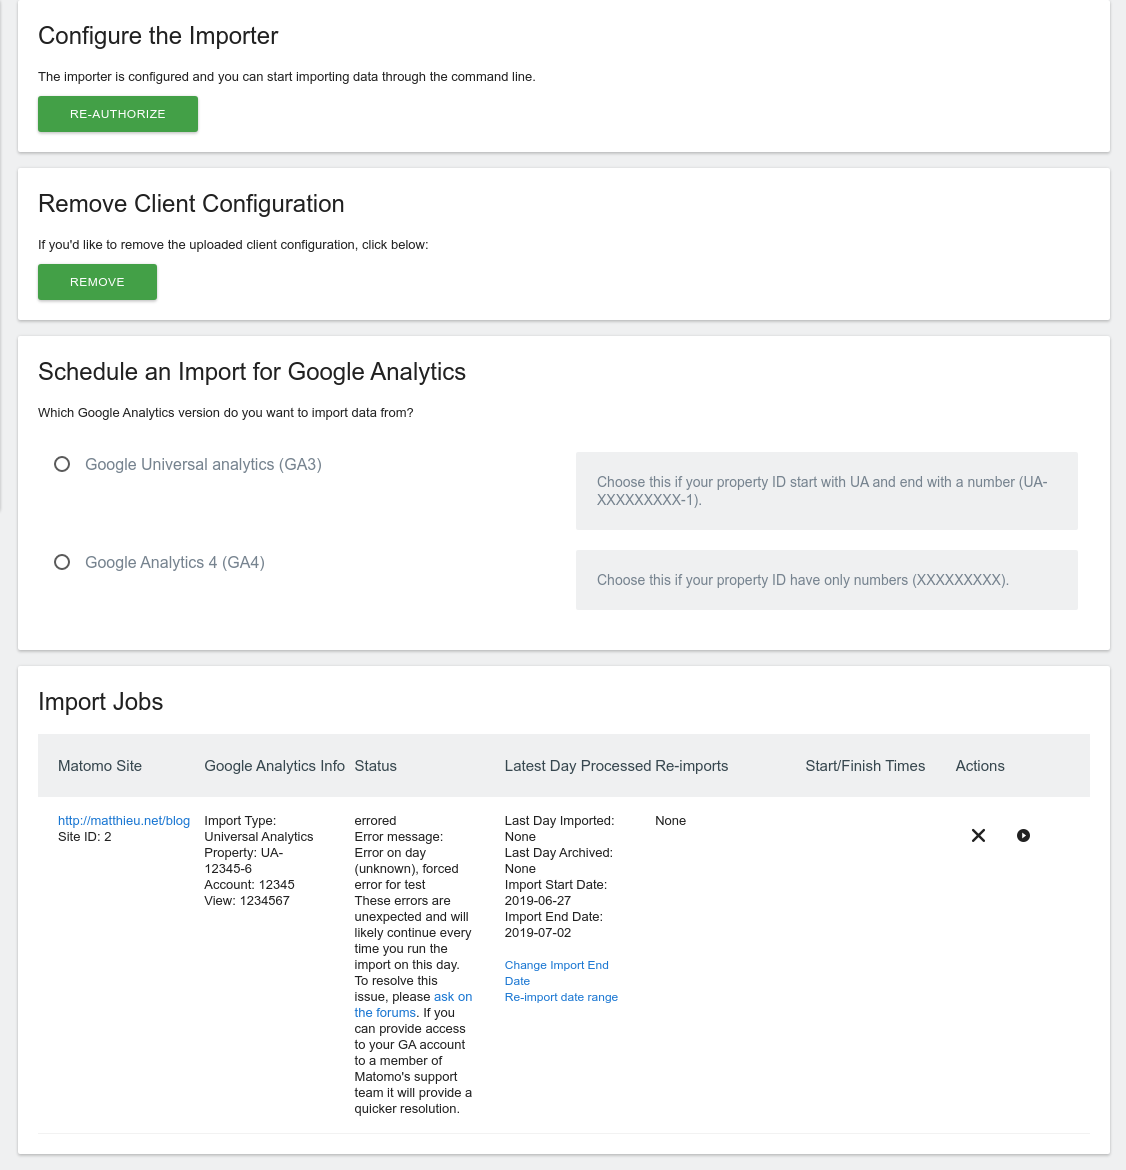 Configure the Importer
The importer is configured and you can start importing data through the command line.
RE-AUTHORIZE
Remove Client Configuration
If you'd like to remove the uploaded client configuration, click below:
REMOVE
Schedule an Import for Google Analytics
Which Google Analytics version do you want to import data from?
Google Universal analytics (GA3)
Choose this if your property ID start with UA and end with a number (UA-
XXXXXXXXX-1).
Google Analytics 4 (GA4)
Choose this if your property ID have only numbers (XXXXXXXXX).
Import Jobs
Matomo Site Google Analytics Info Status Latest Day Processed Re-imports Start/Finish Times Actions
http://matthieu.net/blog
Site ID: 2
Import Type:
Universal Analytics
Property: UA-
12345-6
Account: 12345
View: 1234567
errored
Error message:
Error on day
(unknown), forced
error for test
These errors are
unexpected and will
likely continue every
time you run the
import on this day.
To resolve this
issue, please ask on
the forums. If you
can provide access
to your GA account
to a member of
Matomo's support
team it will provide a
quicker resolution.
Last Day Imported:
None
Last Day Archived:
None
Import Start Date:
2019-06-27
Import End Date:
2019-07-02
Change Import End
Date
Re-import date range
None